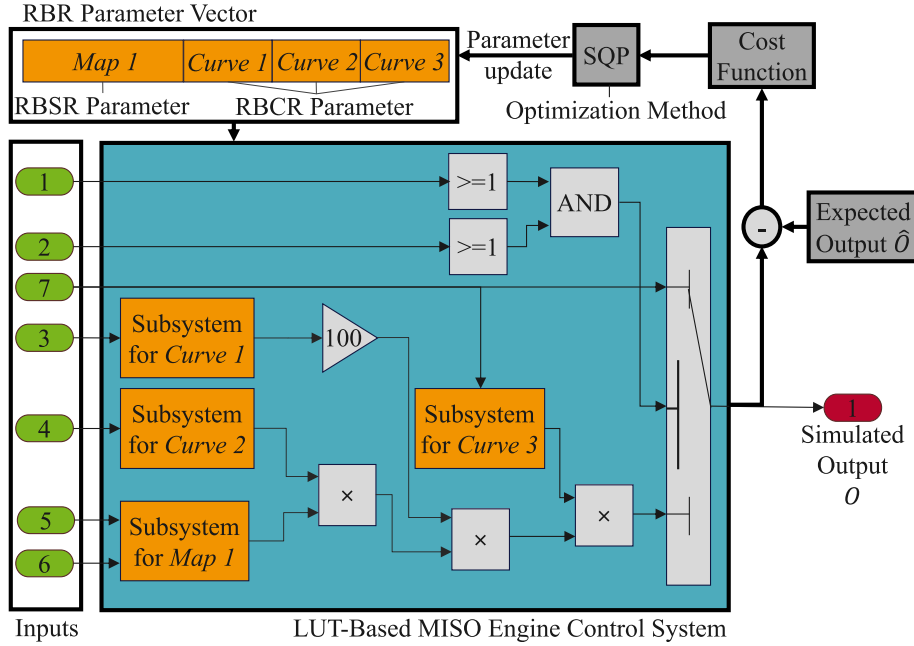 RBR Parameter Vector
Map 1
Curve 1
Curve 2
Curve 3
RBSR Parameter
RBCR Parameter
Parameter
update
SQP
Optimization Method
Cost
Function
1
>=1
AND
2
>=1
-
Expected
Output Ô
7
3
Subsystem
for Curve 1
100
4
Subsystem
for Curve 2
Subsystem
for Curve 3
1
Simulated
Output
O
5
6
Subsystem
for Map 1
×
×
×
Inputs
LUT-Based MISO Engine Control System